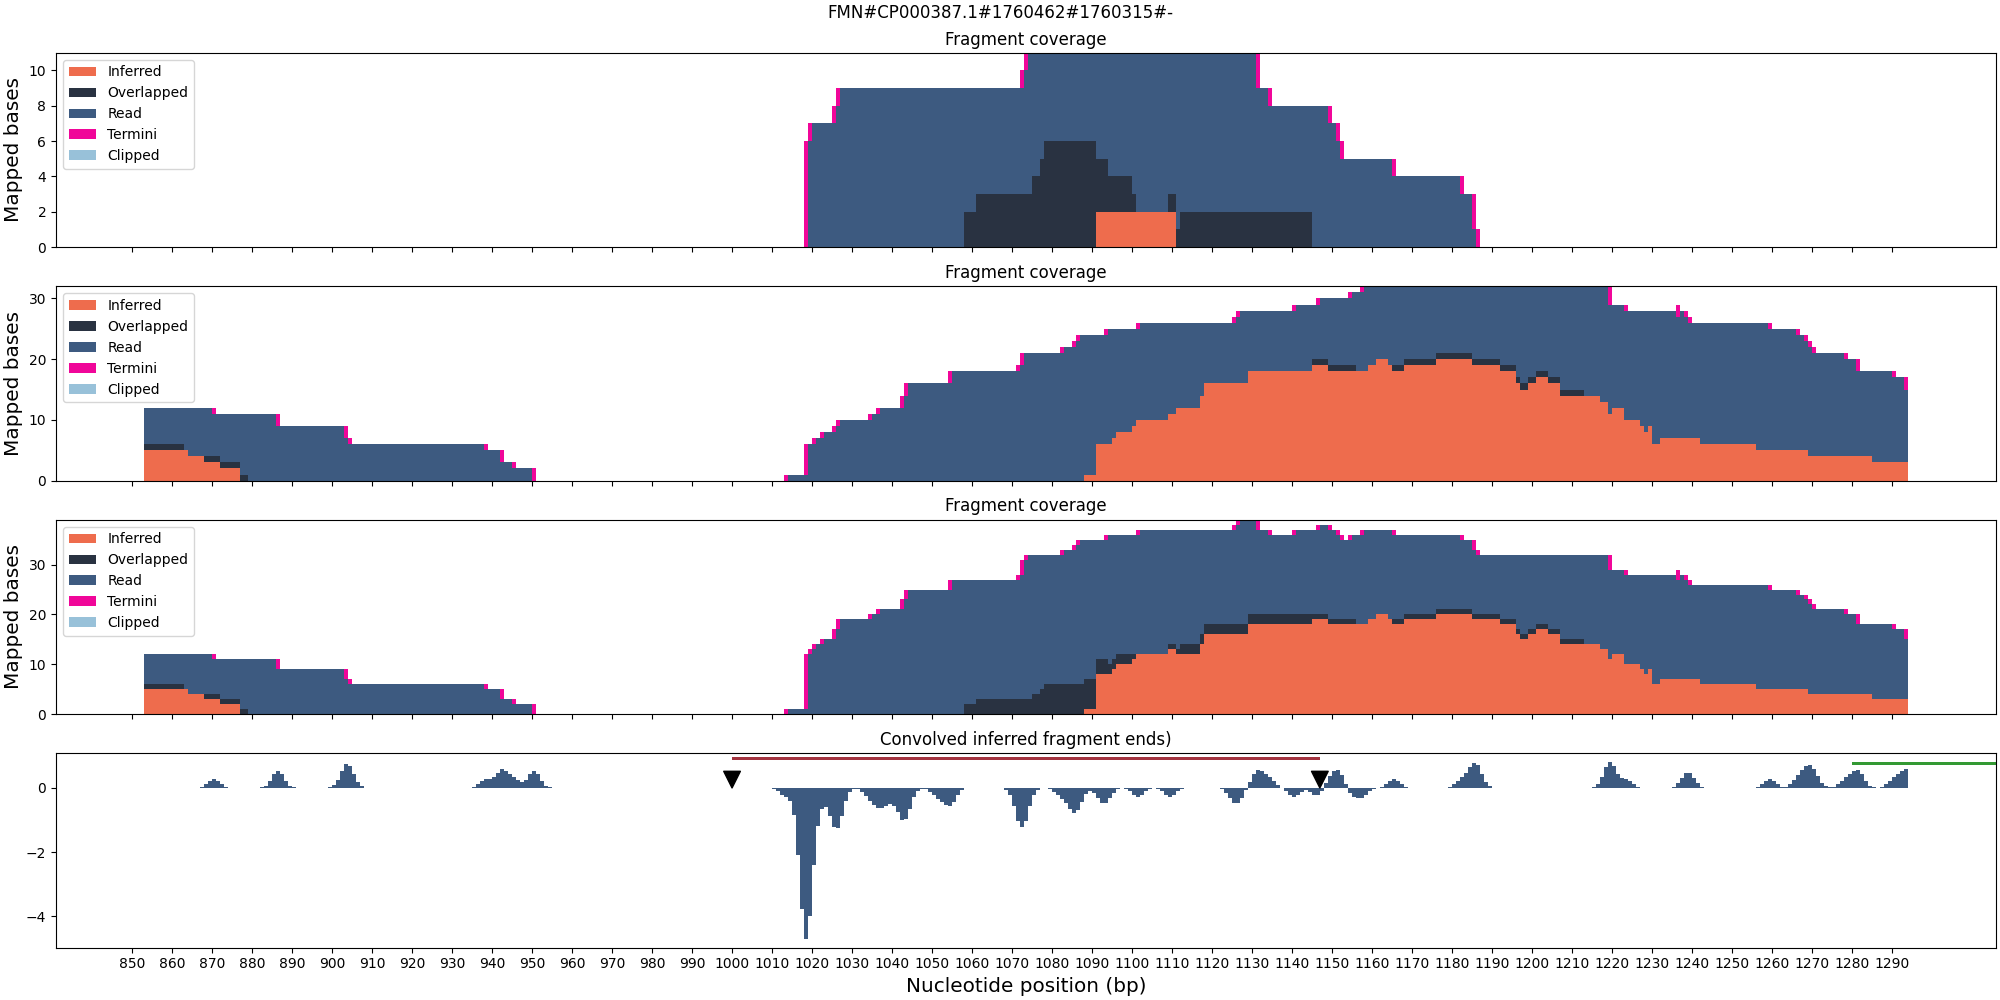 FMN#CP000387.1#1760462#1760315#-
Fragment coverage
Mapped bases
10
8
6
4
2
0
Inferred
Overlapped
Read
Termini
Clipped
Fragment coverage
Mapped bases
30
20
10
0
Inferred
Overlapped
Read
Termini
Clipped
Fragment coverage
Mapped bases
30
20
10
0
Inferred
Overlapped
Read
Termini
Clipped
Convolved inferred fragment ends)
0
−2
−4
850 860 870 880 890 900 910 920 930 940 950 960 970 980 990 1000 1010 1020 1030 1040 1050 1060 1070 1080 1090 1100 1110 1120 1130 1140 1150 1160 1170 1180 1190 1200 1210 1220 1230 1240 1250 1260 1270 1280 1290
Nucleotide position (bp)